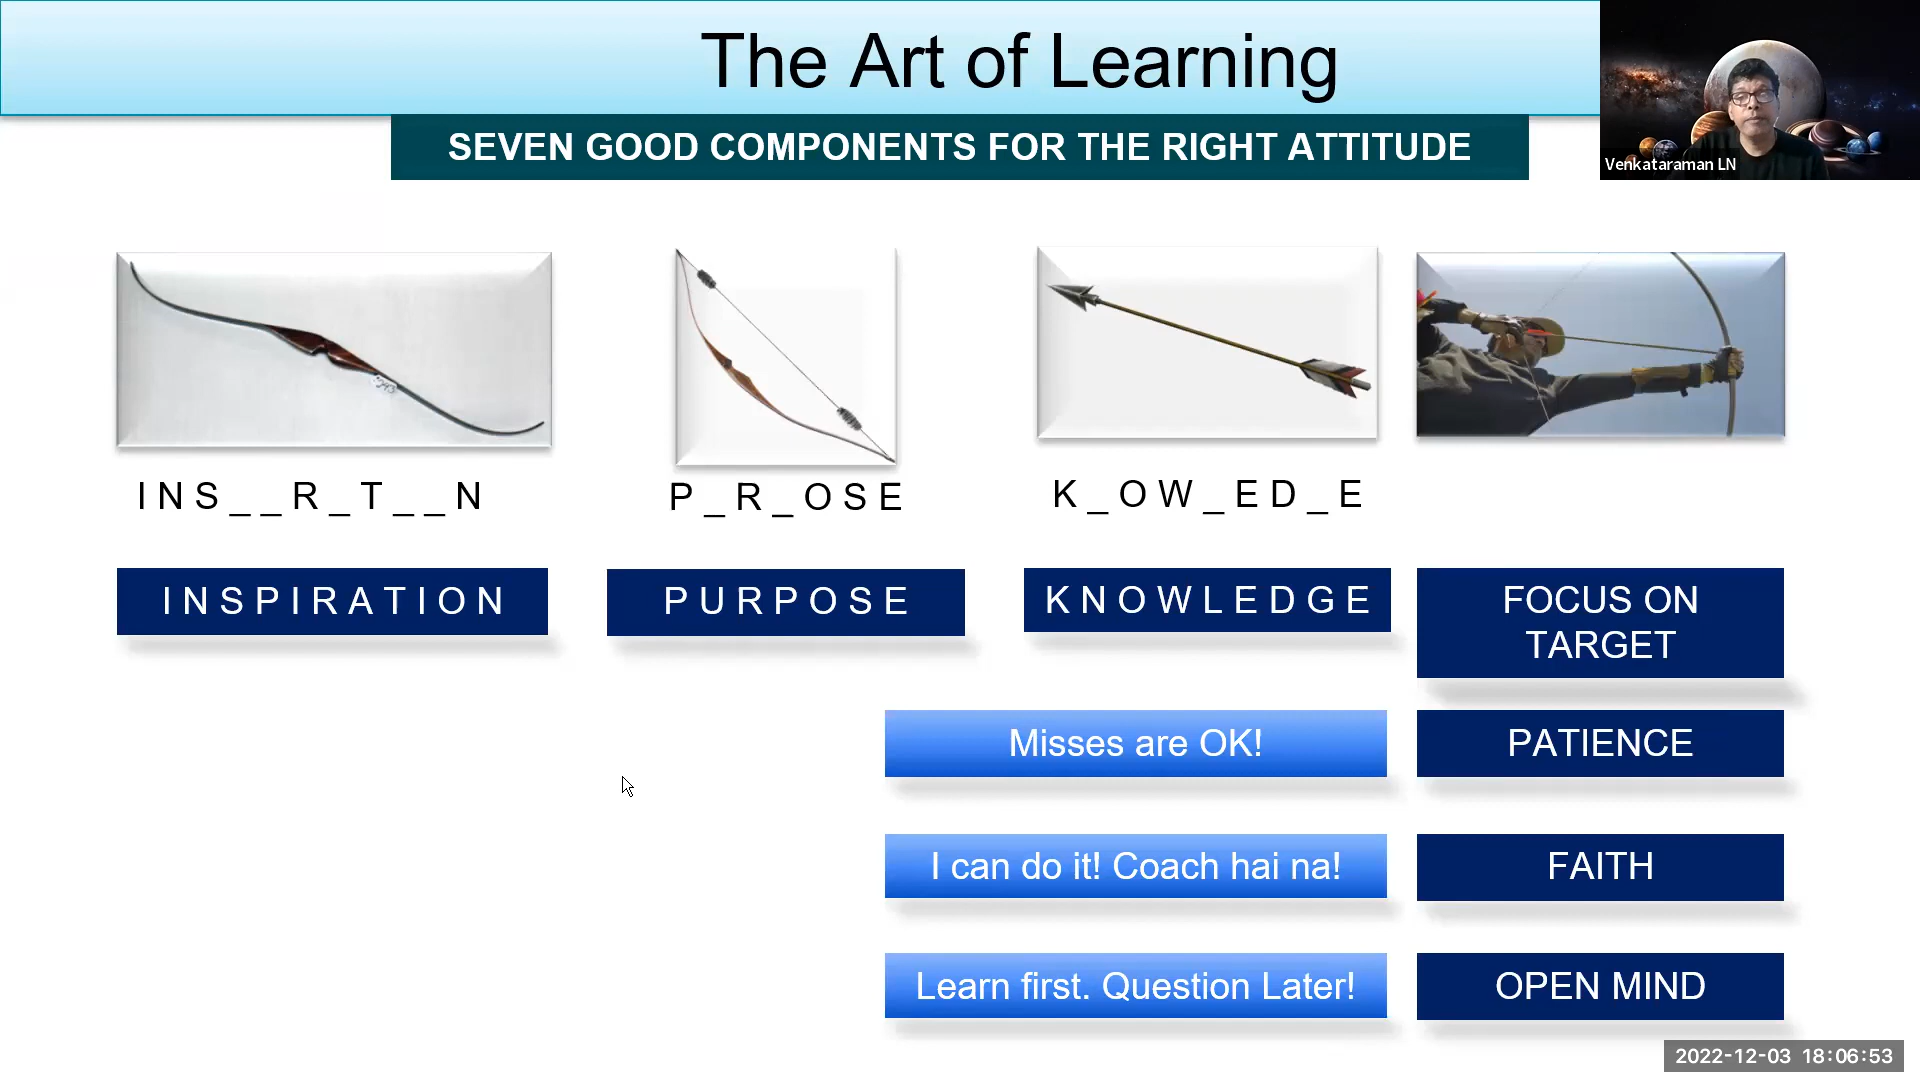 The Art of Learning
SEVEN GOOD COMPONENTS FOR THE RIGHT ATTITUDE
Venkataraman LN
I N S _ _ R _ T _ _ N
P _ R _ O S E
K _ O W _ E D _ E
I N S P I R A T I O N
P U R P O S E
K N O W L E D G E
FOCUS ON
TARGET
Misses are OK!
PATIENCE
I can do it! Coach hai na!
FAITH
Learn first. Question Later!
OPEN MIND
2022-12-03 18:06:53